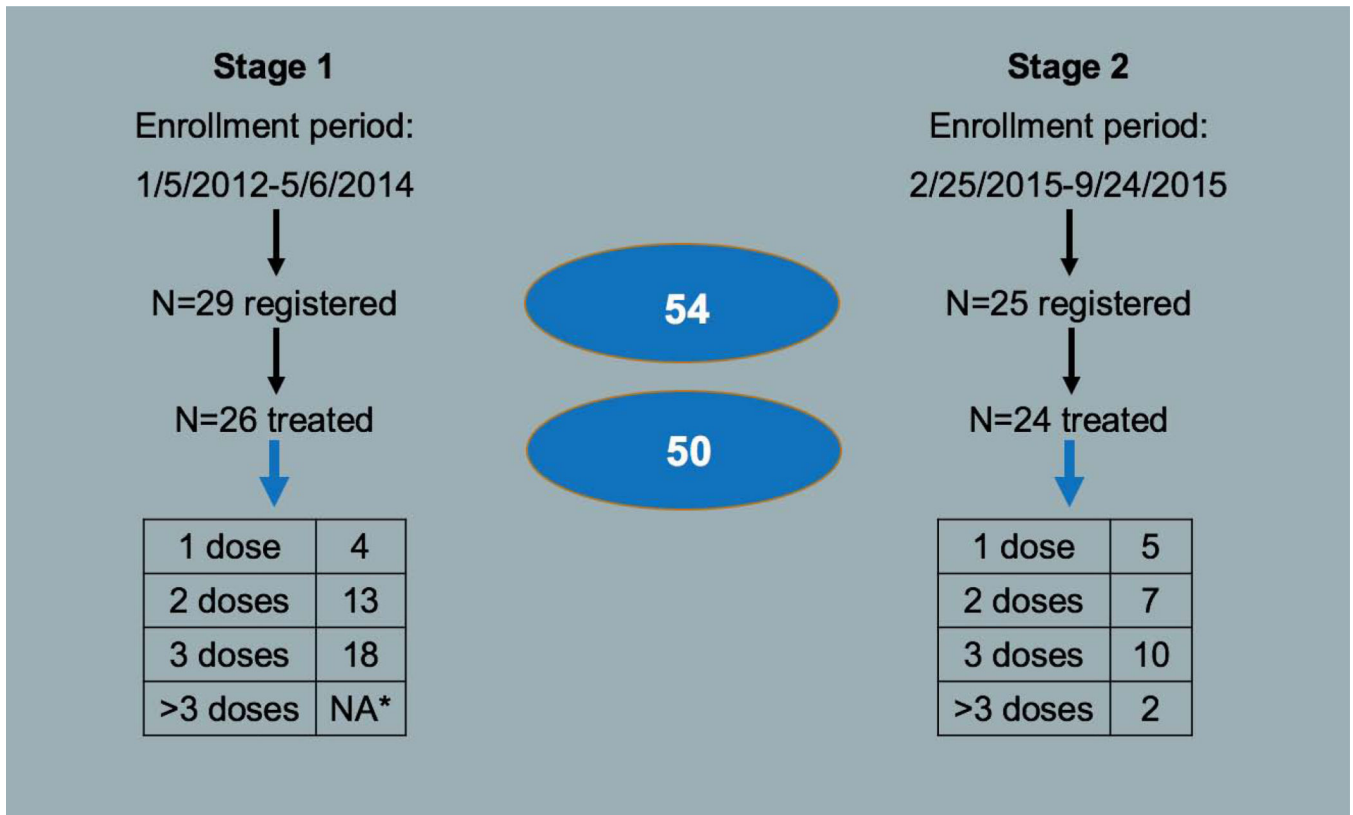 Stage 1
Enrollment period:
1/5/2012-5/6/2014
N=29 registered
N=26 treated
1 dose 4
2 doses 13
3 doses 18
>3 doses NA*
54
50
Stage 2
Enrollment period:
2/25/2015-9/24/2015
N=25 registered
N=24 treated
1 dose 5
2 doses 7
3 doses 10
>3 doses 2